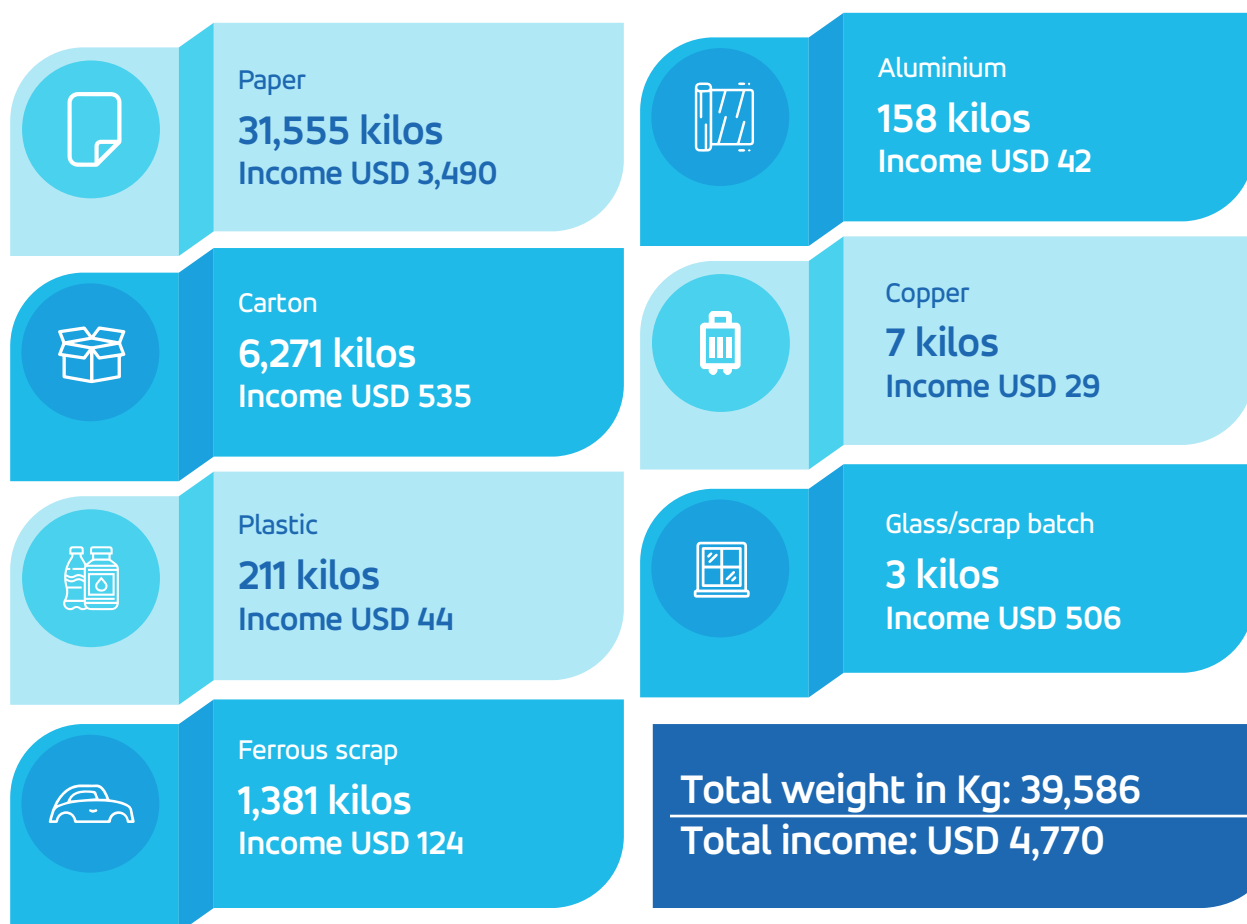 Paper
31,555 kilos
Income USD 3,490
Carton
6,271 kilos
Income USD 535
Plastic
211 kilos
Income USD 44
Ferrous scrap
1,381 kilos
Income USD 124
Aluminium
158 kilos
Income USD 42
Copper
7 kilos
Income USD 29
Glass/scrap batch
3 kilos
Income USD 506
Total weight in Kg: 39,586
Total income: USD 4,770